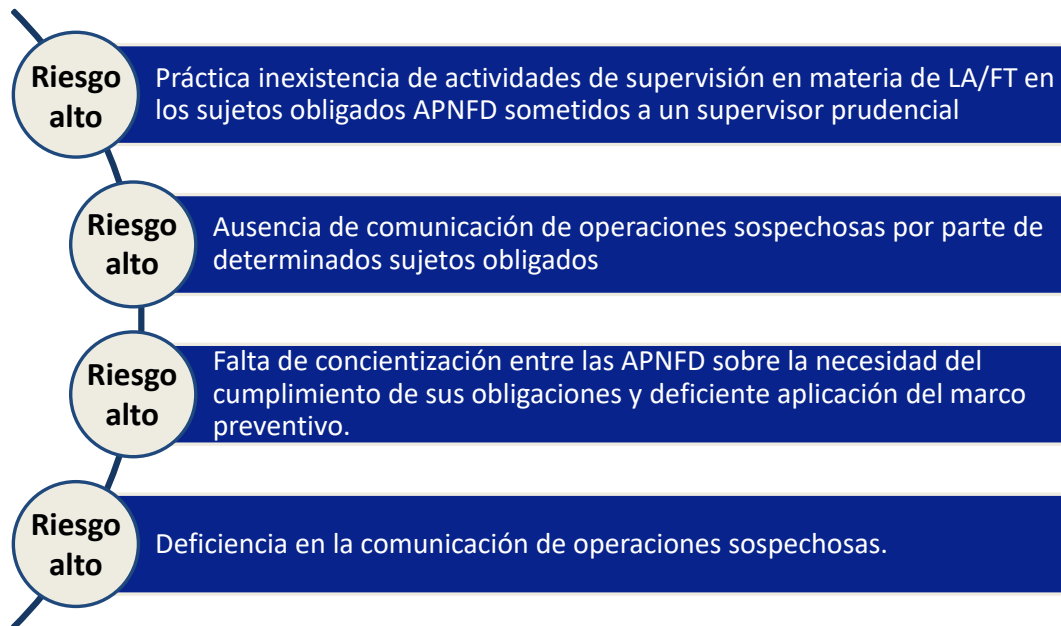 Riesgo
alto
Práctica inexistencia de actividades de supervisión en materia de LA/FT en
los sujetos obligados APNFD sometidos a un supervisor prudencial
Riesgo
alto
Ausencia de comunicación de operaciones sospechosas por parte de
determinados sujetos obligados
Riesgo
alto
Falta de concientización entre las APNFD sobre la necesidad del
cumplimiento de sus obligaciones y deficiente aplicación del marco
preventivo.
Riesgo
alto
Deficiencia en la comunicación de operaciones sospechosas.